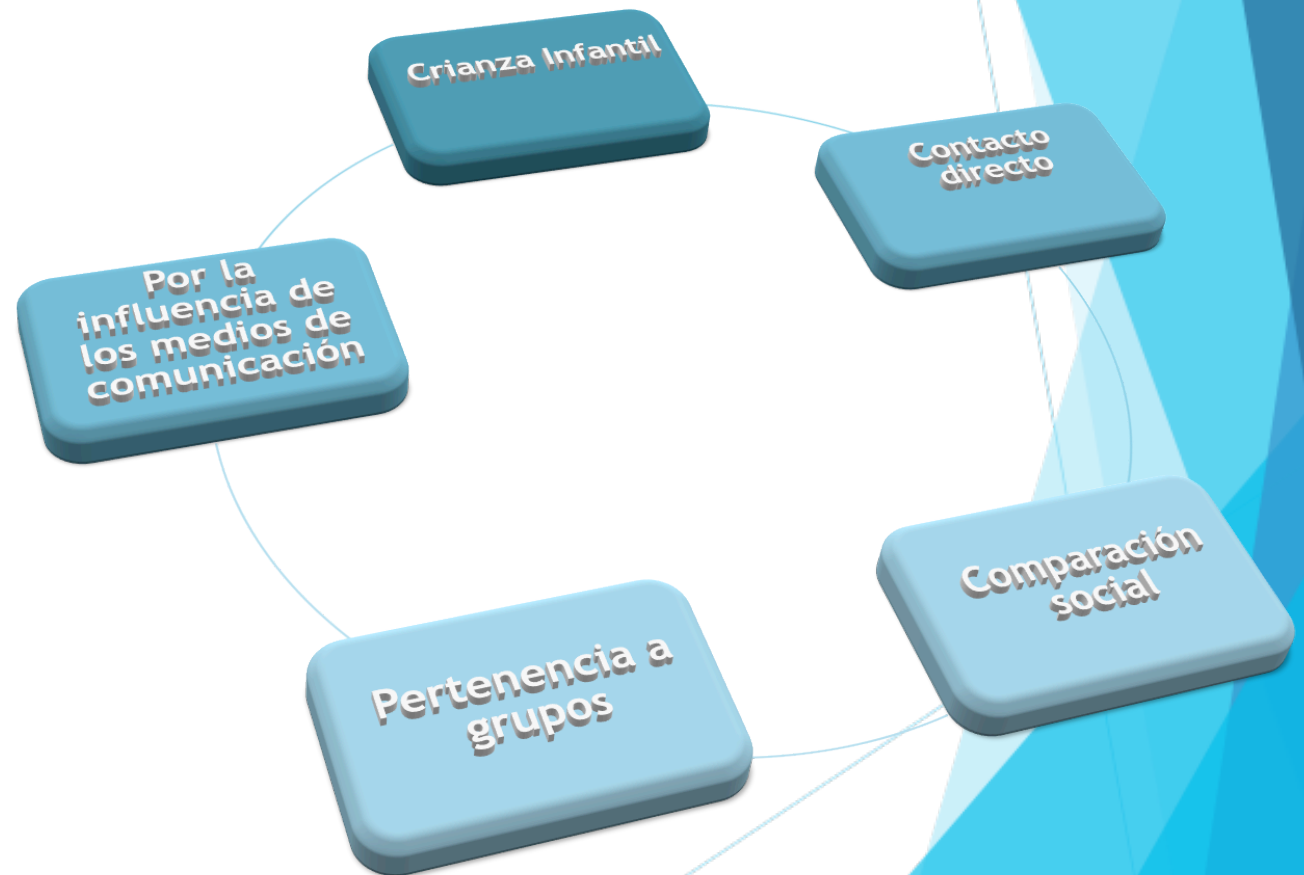 Crianza Infantil
Contacto
directo
Comparación
social
Pertenencia a
grupos
Por la
influencia de
los medios de
comunicación